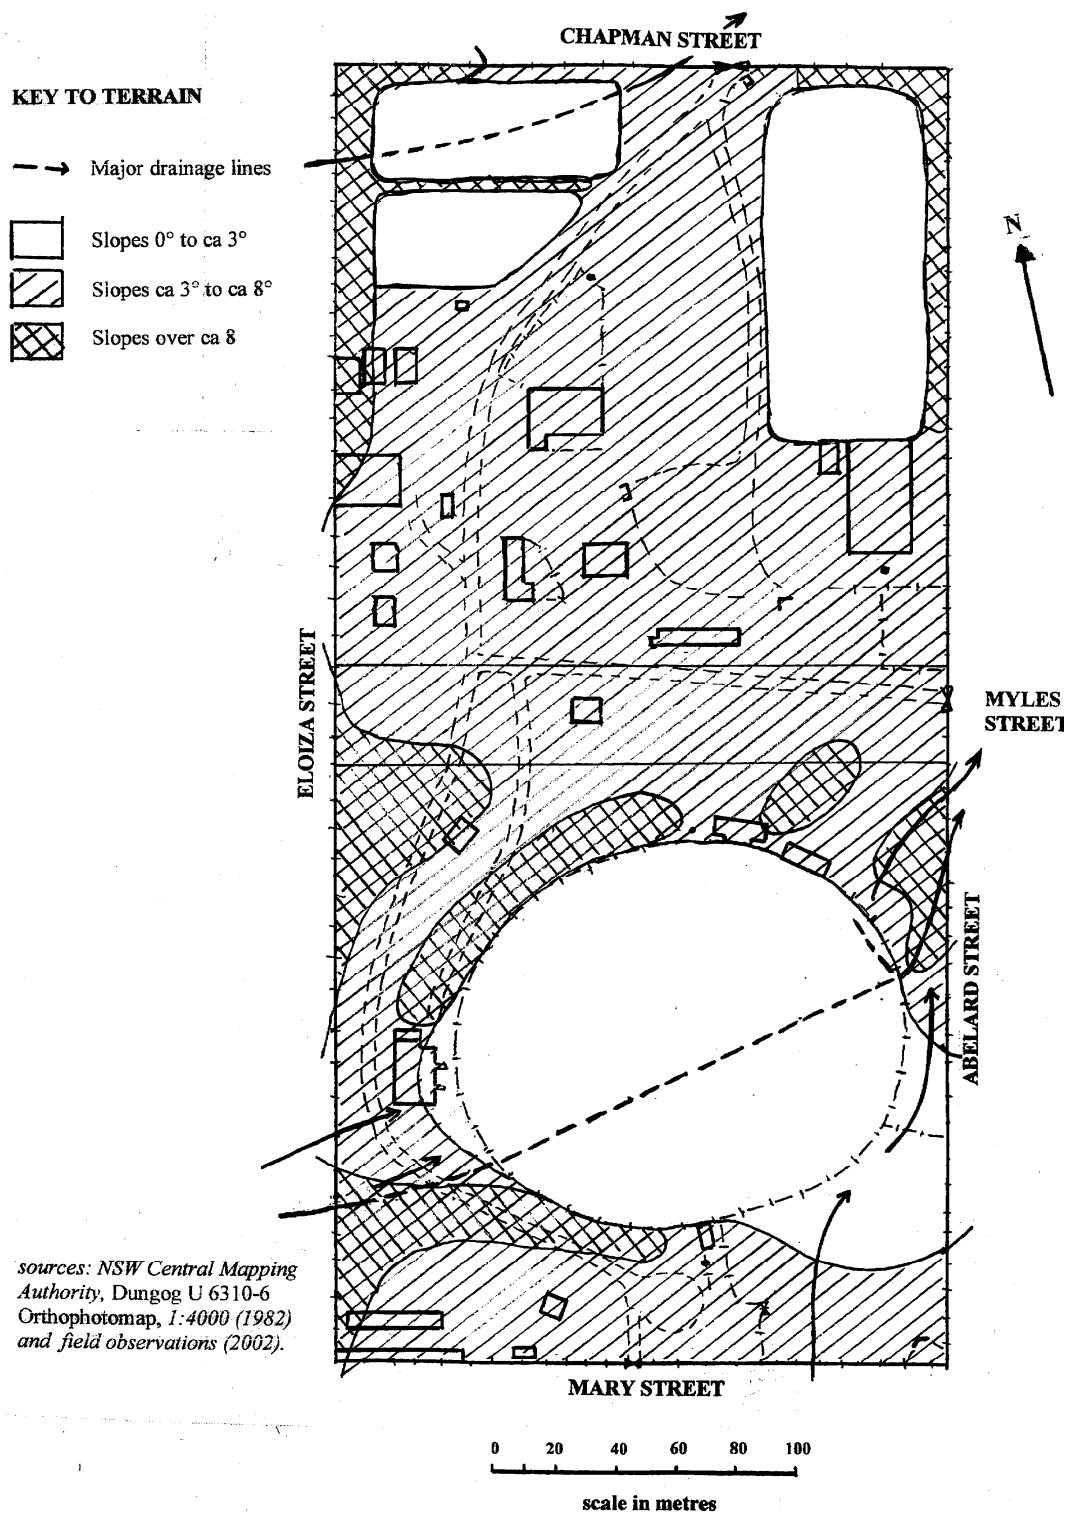 CHAPMAN STREET
KEY TO TERRAIN
Major drainage lines
Slopes 0° to ca 3°
Slopes ca 3° to ca 8°
Slopes over ca 8
N
ELOIZA STREET
MYLES
STREET
ABELARD STREET
sources: NSW Central Mapping
Authority, Dungog U 6310-6
Orthophotomap, 1:4000 (1982)
and field observations (2002).
MARY STREET
0 20 40 60 80 100
scale in metres